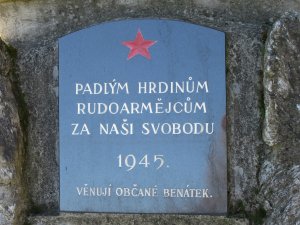 PADLÝM HRDINŮM
RUDOARMĚJCŮM
ZA NAŠI SVOBODU
1945.
VĚNUJÍ OBČANÉ BENÁTEK.